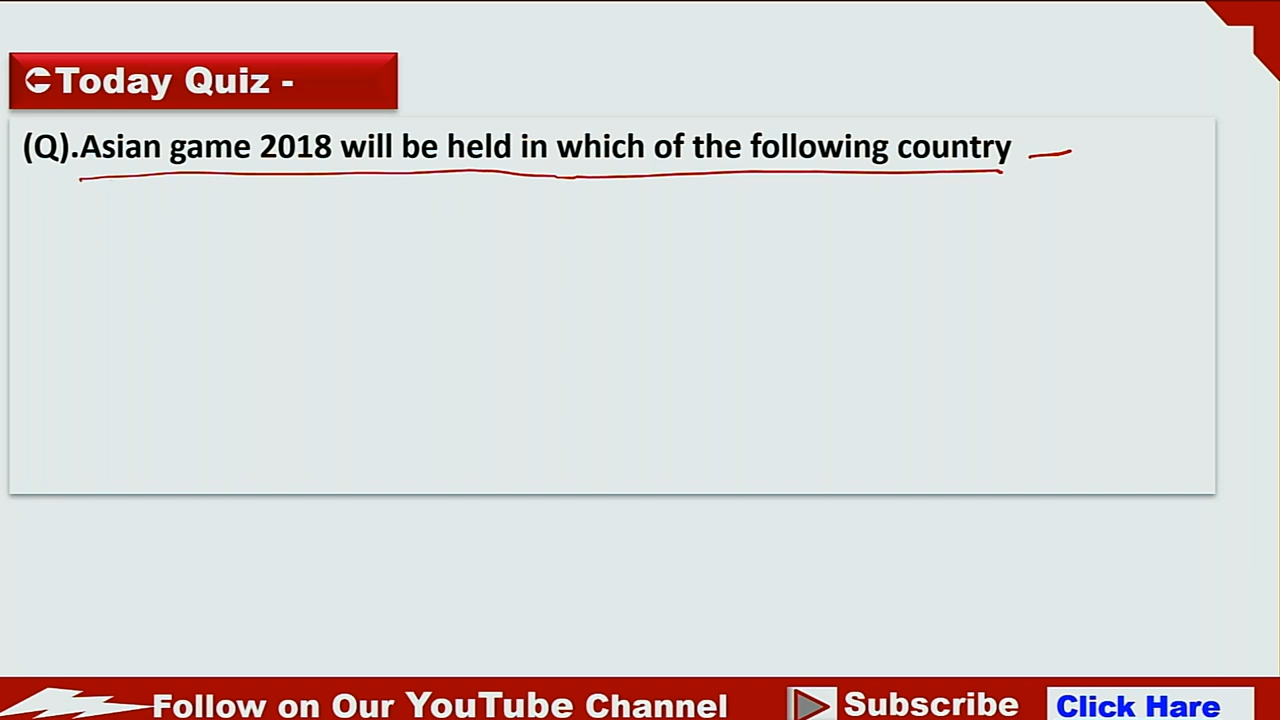 Today Quiz -
(Q).Asian game 2018 will be held in which of the following country
Follow on Our YouTube Channel Subscribe Click Hare